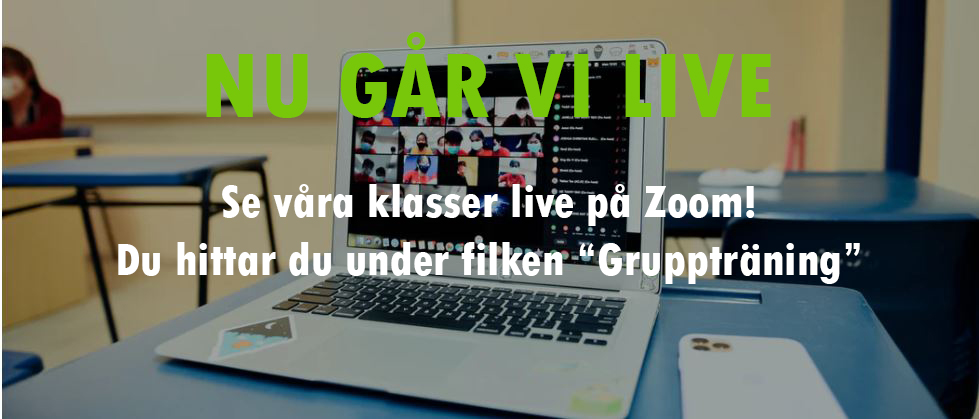 NU GÅR VI LIVE
Se våra klasser live på Zoom!
Du hittar du under filken “Gruppträning”